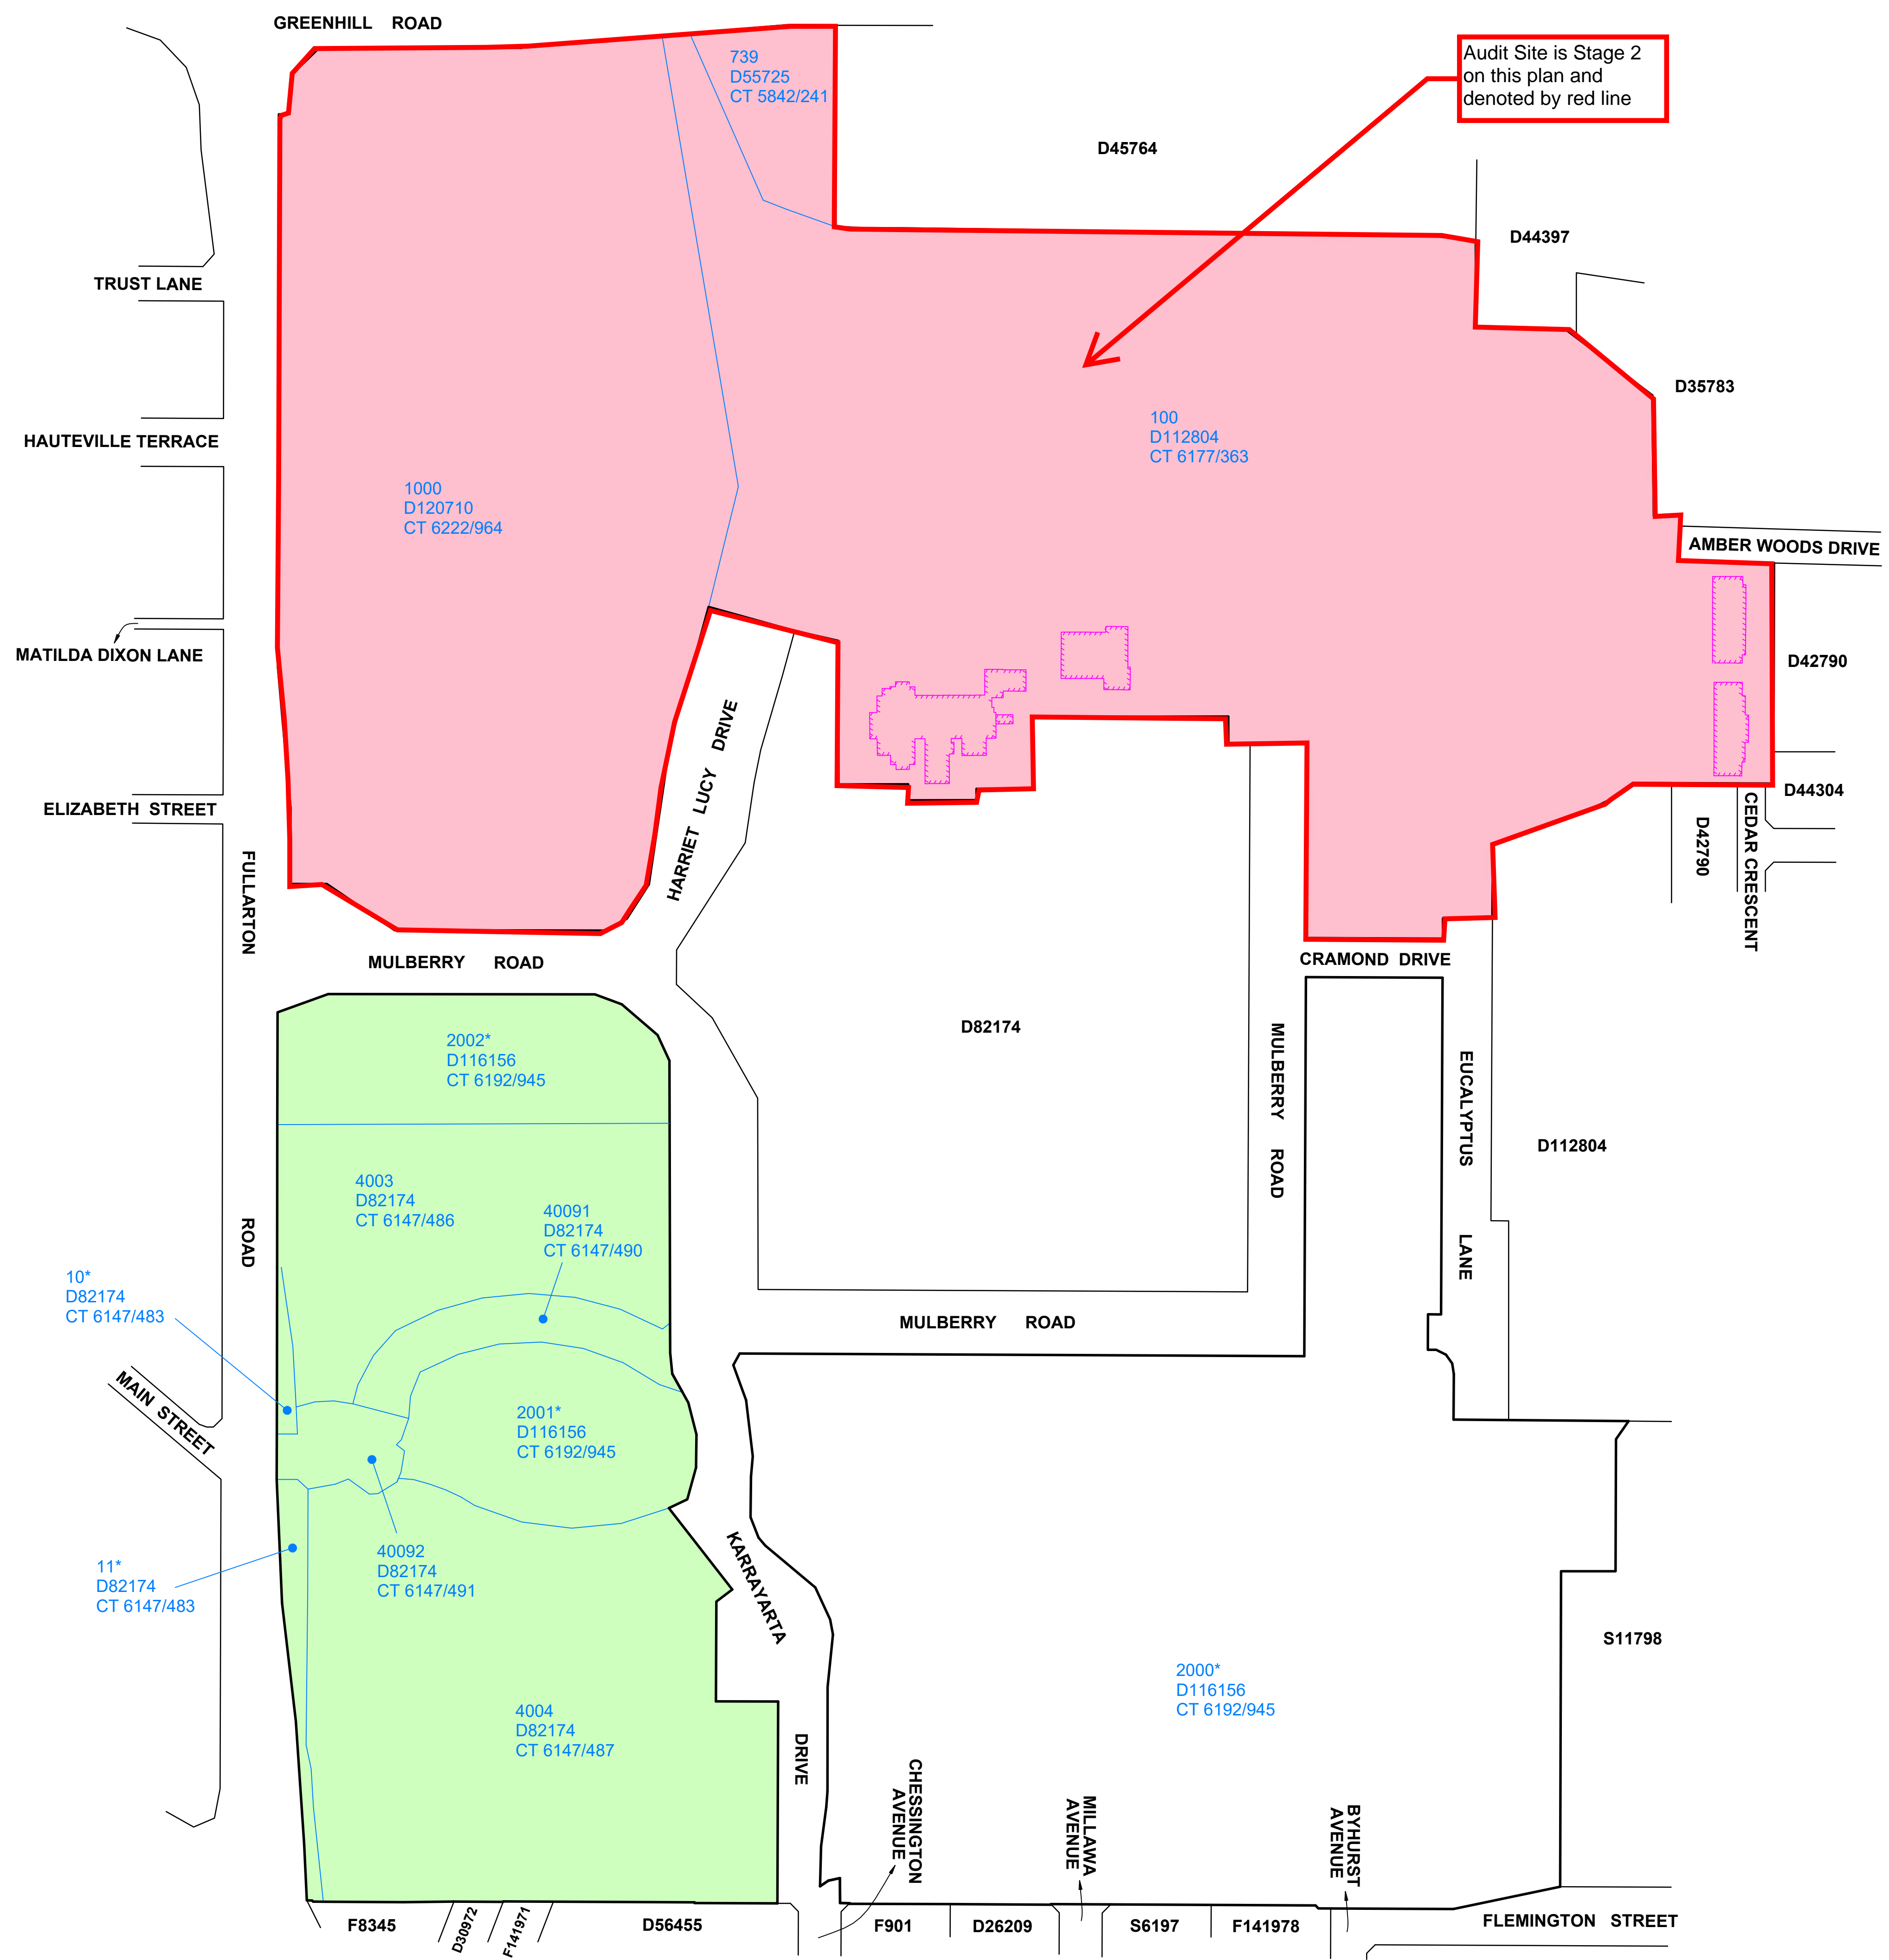 GREENHILL ROAD
739
D55725
CT 5842/241
Audit Site is Stage 2
on this plan and
denoted by red line
D45764
D44397
TRUST LANE
D35783
HAUTEVILLE TERRACE
100
D112804
CT 6177/363
1000
D120710
CT 6222/964
AMBER WOODS DRIVE
MATILDA DIXON LANE
D42790
HARRIET LUCY DRIVE
ELIZABETH STREET
D44304
D42790
CEDAR CRESCENT
FULLARTON ROAD
MULBERRY ROAD
CRAMOND DRIVE
D82174
MULBERRY ROAD
EUCALYPTUS LANE
2002*
D116156
CT 6192/945
D112804
4003
D82174
CT 6147/486
40091
D82174
CT 6147/490
10*
D82174
CT 6147/483
MULBERRY ROAD
MAIN STREET
2001*
D116156
CT 6192/945
KARRAYARTA DRIVE
11*
D82174
CT 6147/483
40092
D82174
CT 6147/491
S11798
2000*
D116156
CT 6192/945
4004
D82174
CT 6147/487
CHESSINGTON
AVENUE
MILLAWA
AVENUE
BYHURST
AVENUE
F8345
D30972
F141971
D56455
F901
D26209
S6197
F141978
FLEMINGTON STREET